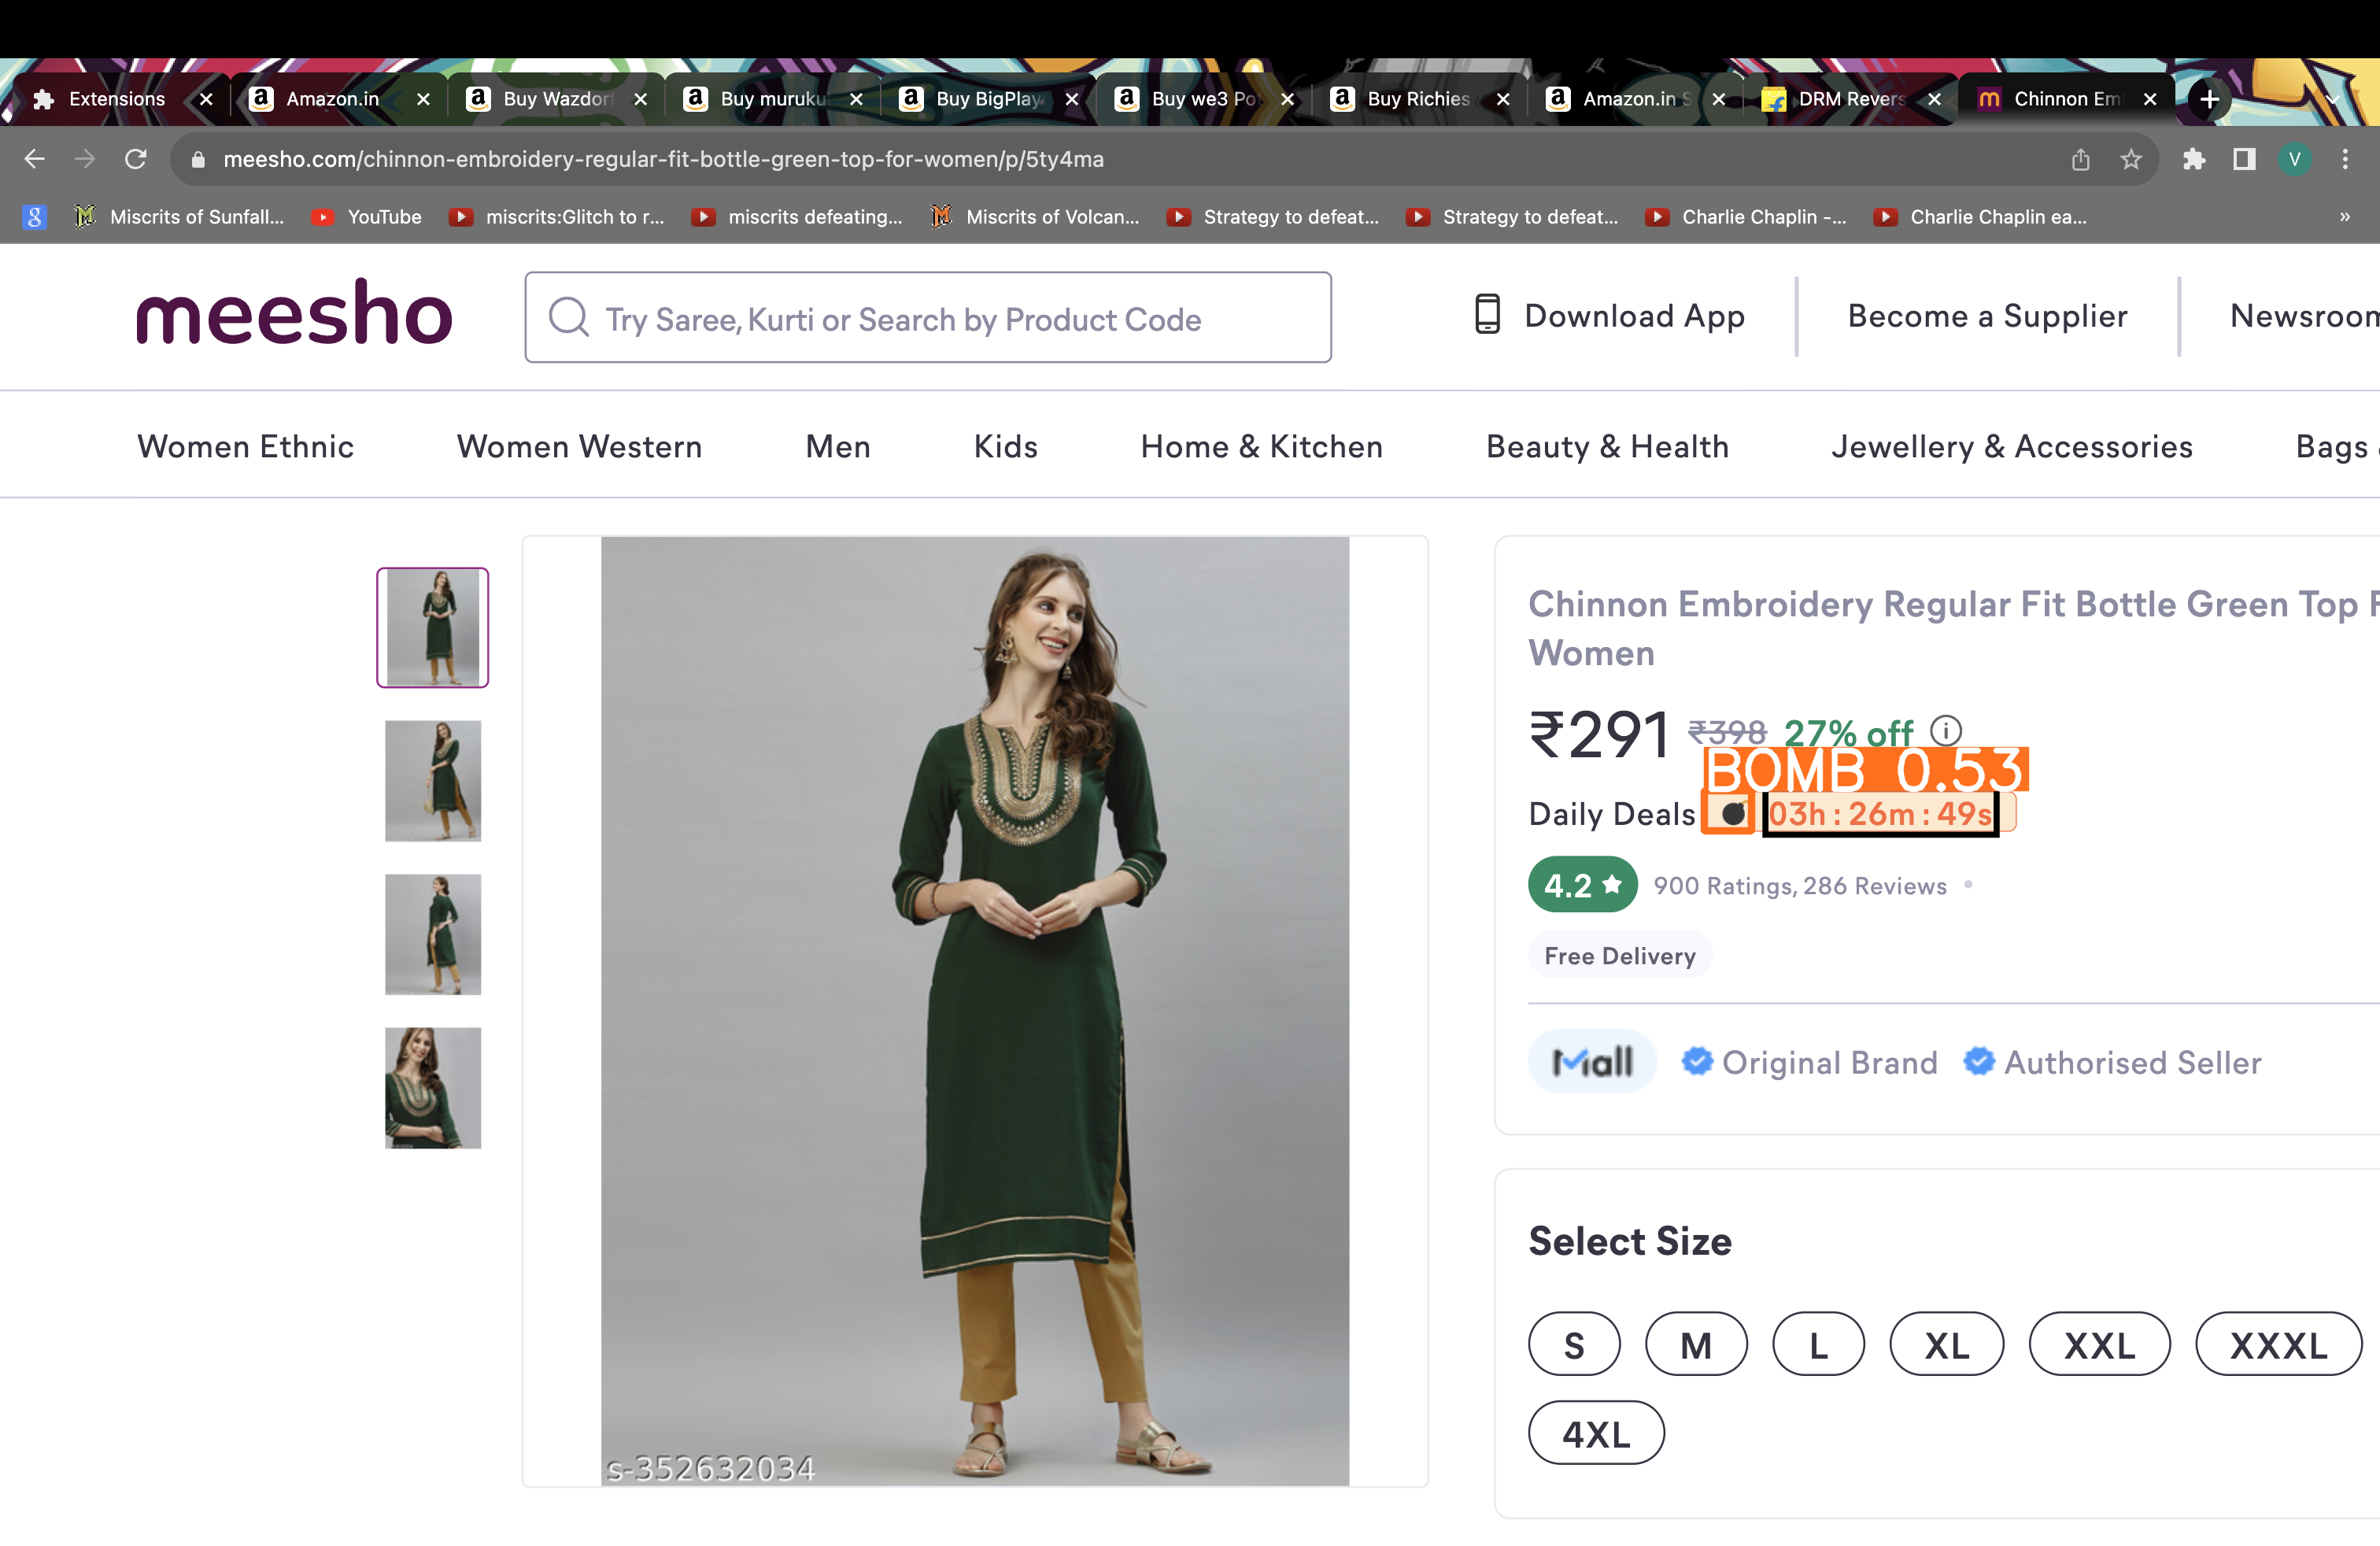 Extensions
Amazon.in
Buy Wazdor
Buy muruku
Buy BigPlay
Buy we3 Po
Buy Richies
Amazon.in S
DRM Revers
Chinnon Em
meesho.com/chinnon-embroidery-regular-fit-bottle-green-top-for-women/p/5ty4ma
V
Miscrits of Sunfall...
YouTube
miscrits:Glitch to r...
miscrits defeating...
Miscrits of Volcan...
Strategy to defeat...
Strategy to defeat...
Charlie Chaplin -...
Charlie Chaplin ea...
»
meesho
Try Saree, Kurti or Search by Product Code
Download App
Become a Supplier
Newsroom
Women Ethnic
Women Western
Men
Kids
Home & Kitchen
Beauty & Health
Jewellery & Accessories
Bags
Chinnon Embroidery Regular Fit Bottle Green Top F
Women
₹291 ₹398 27% off
BOMB 0.53
Daily Deals 03h : 26m : 49s
4.2 ★ 900 Ratings, 286 Reviews
Free Delivery
Mall Original Brand Authorised Seller
Select Size
S M L XL XXL XXXL
4XL
s-352632034